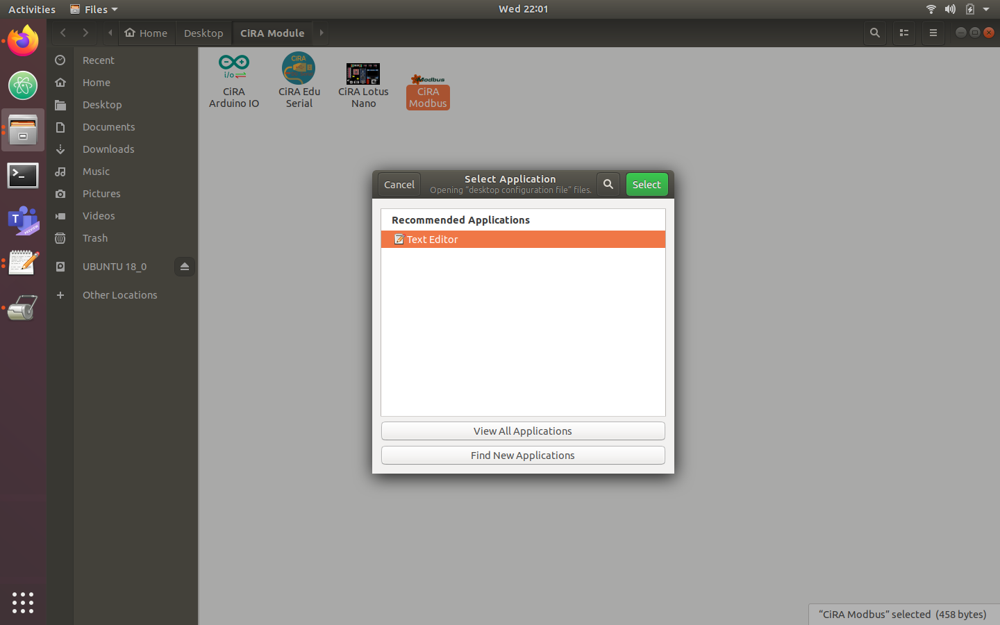 Activities
Files
Wed 22:01
Home
Desktop
CiRA Module
Recent
Home
Desktop
Documents
Downloads
Music
Pictures
Videos
Trash
UBUNTU 18_0
Other Locations
i/o
CiRA
Arduino IO
CiRA
CiRA Edu
Serial
CiRA Lotus
Nano
Modbus
CiRA
Modbus
T
PREVIEW
Cancel
Select Application
Opening “desktop configuration file” files.
Select
Recommended Applications
Text Editor
View All Applications
Find New Applications
“CiRA Modbus” selected (458 bytes)